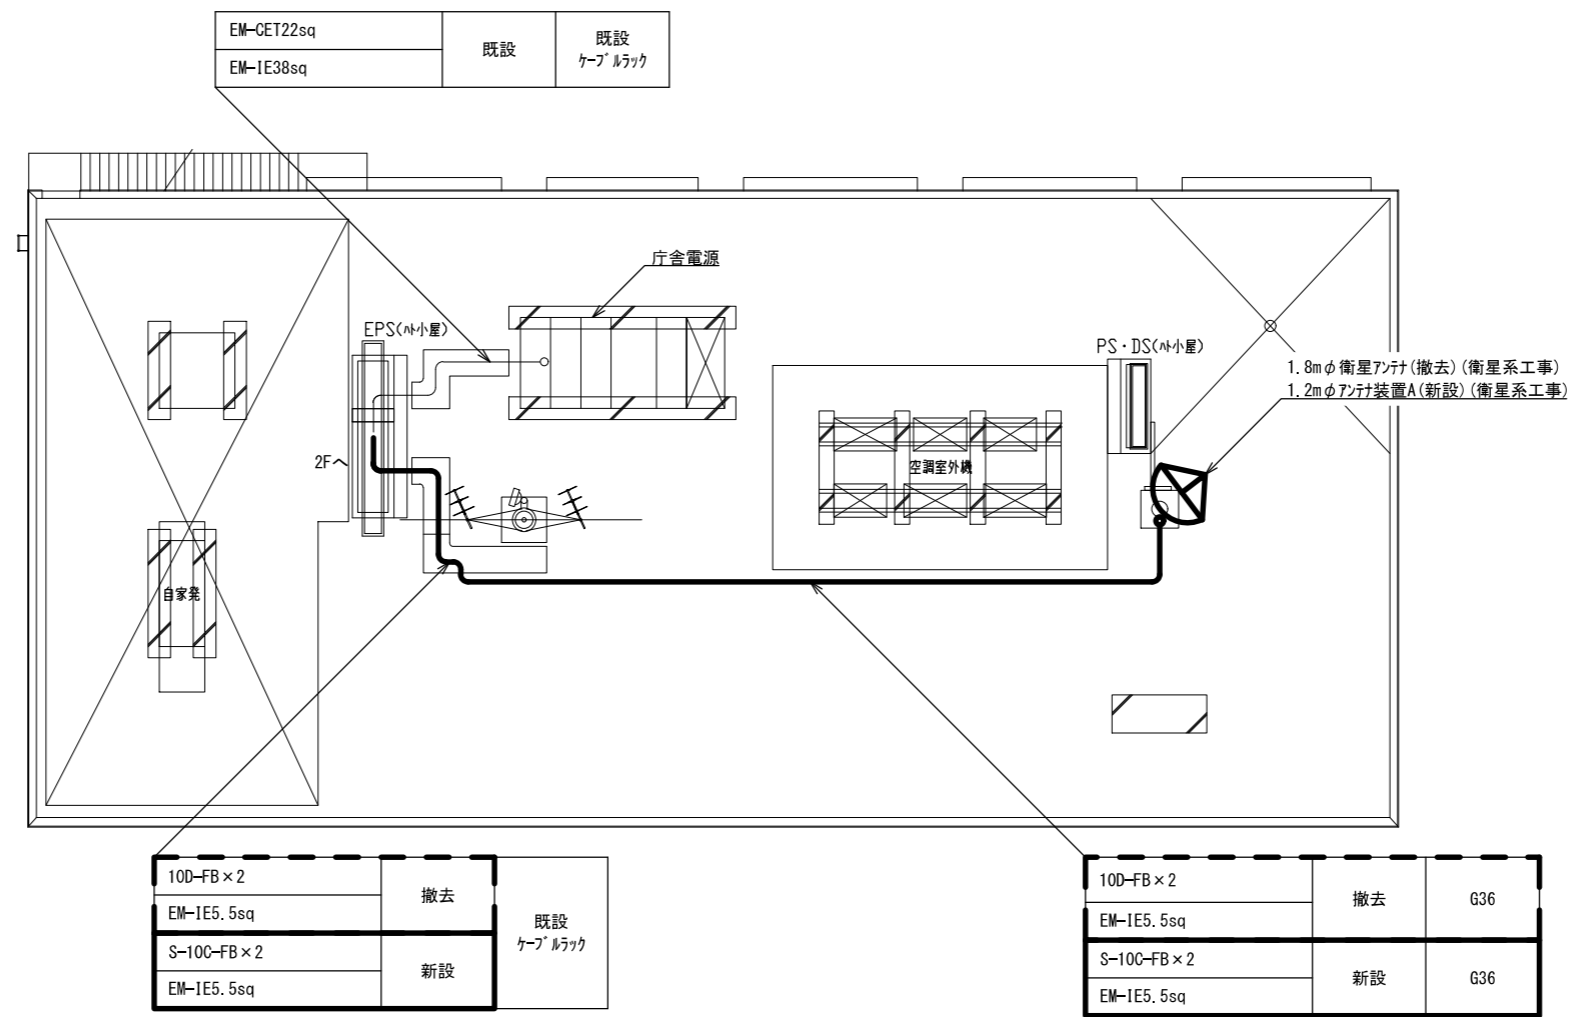 EM-CET22sq
EM-IE38sq
既設
既設
ｹｰﾌﾞﾙﾗｯｸ
庁舎電源
EPS(ﾊﾄ小屋)
PS・DS(ﾊﾄ小屋)
1.8mφ衛星ｱﾝﾃﾅ(撤去)(衛星系工事)
1.2mφｱﾝﾃﾅ装置A(新設)(衛星系工事)
2Fへ
空調室外機
自家発
10D-FB×2
EM-IE5.5sq
撤去
S-10C-FB×2
EM-IE5.5sq
新設
既設
ｹｰﾌﾞﾙﾗｯｸ
10D-FB×2
EM-IE5.5sq
撤去
G36
S-10C-FB×2
EM-IE5.5sq
新設
G36